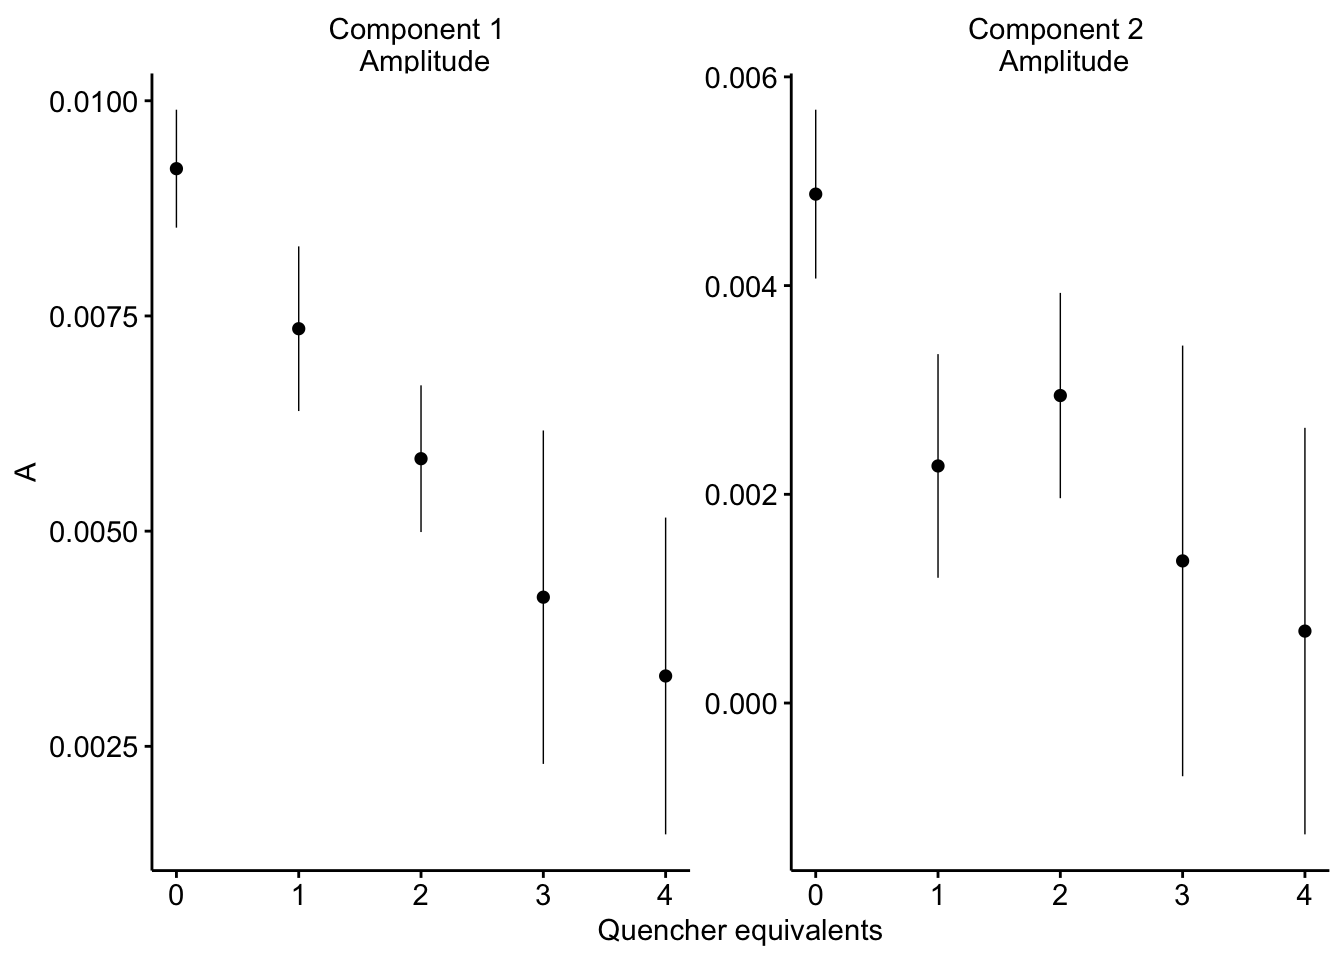 Component 1
Amplitude
Component 2
Amplitude
A
0.0100
0.0075
0.0050
0.0025
0 1 2 3 4
0.006
0.004
0.002
0.000
0 1 2 3 4
Quencher equivalents